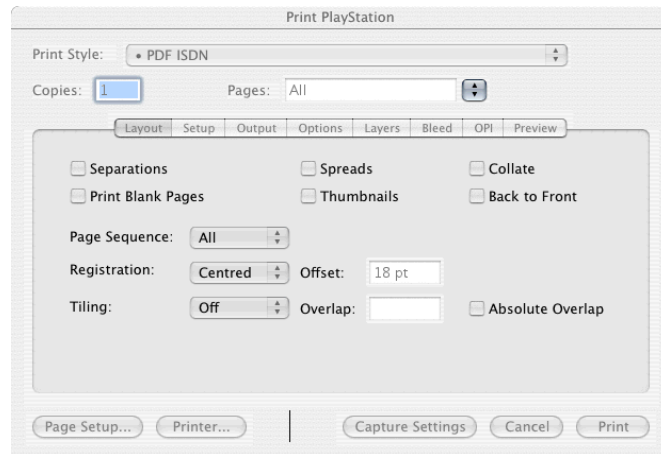 Print PlayStation
Print Style: • PDF ISDN
Copies: 1 Pages: All
Layout Setup Output Options Layers Bleed OPI Preview
Separations Spreads Collate
Print Blank Pages Thumbnails Back to Front
Page Sequence: All
Registration: Centred Offset: 18 pt
Tiling: Off Overlap: Absolute Overlap
Page Setup... Printer... Capture Settings Cancel Print